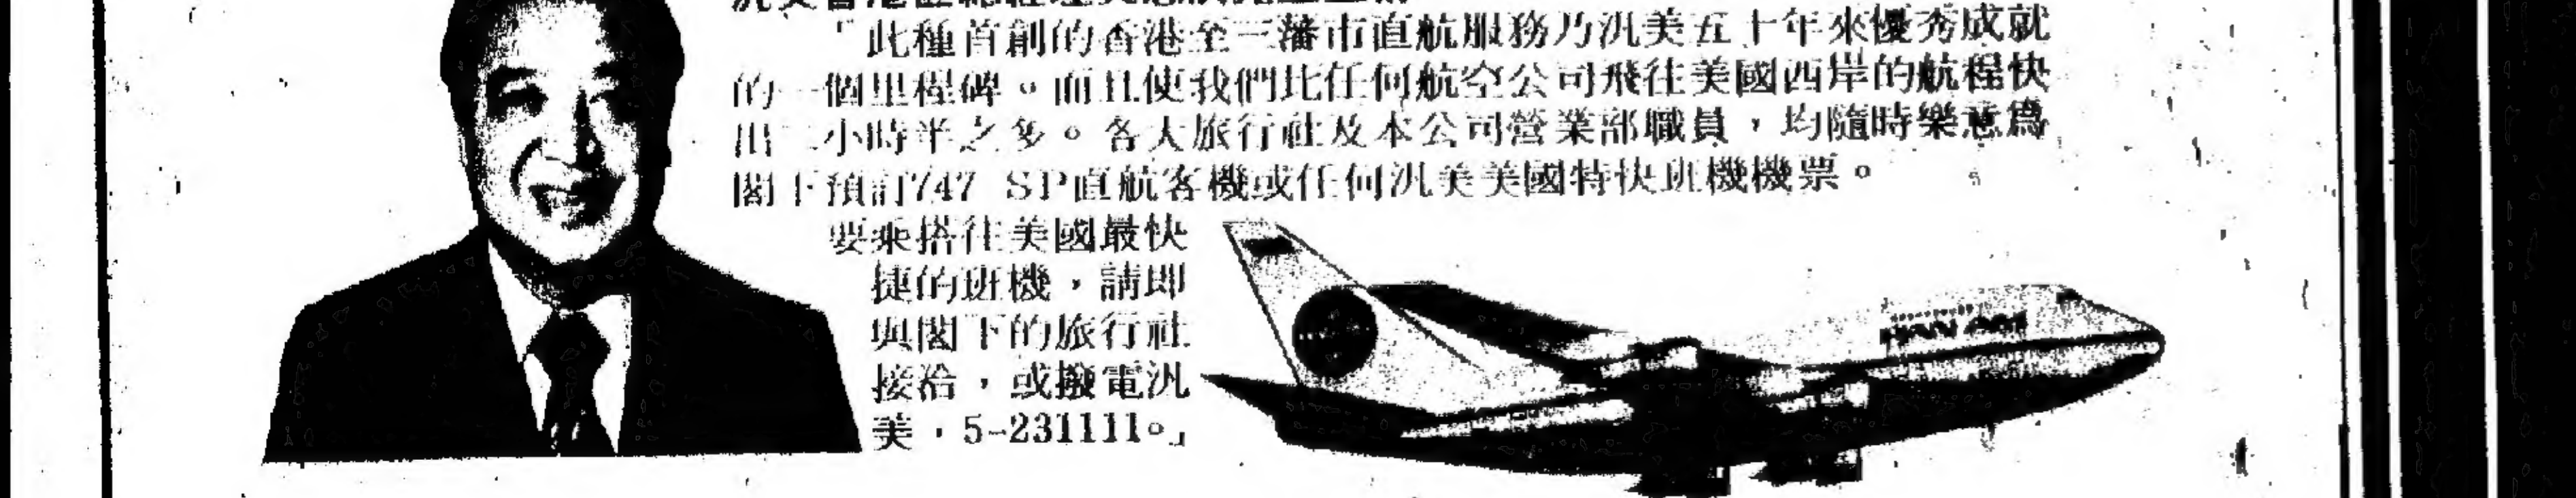 「此種首創的香港至三藩市直航服務乃汎美五十年來優秀成就
的一個里程碑。而且使我們比任何航空公司飛往美國西岸的航程快
出二小時半之多。各大旅行社及本公司營業部職員，均隨時樂意爲
閣下預訂747 SP直航客機或任何汎美美國特快班機機票。
要乘搭往美國最快
捷的班機，請即
與閣下的旅行社
接洽，或撥電汎
美，5-231111。」
PAN AM